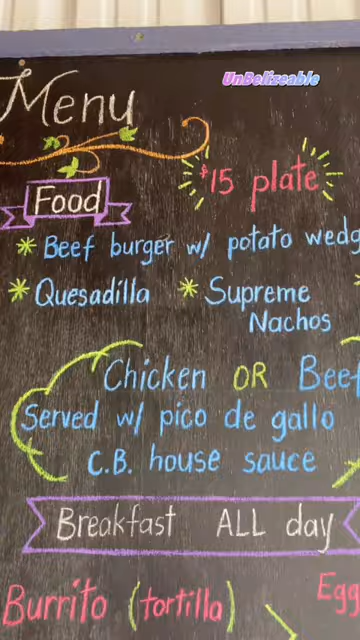 UnBelizeable
Menu
Food
$15 plate
* Beef burger w/ potato wedg
* Quesadilla * Supreme
Nachos
Chicken OR Beef
Served w/ pico de gallo
C.B. house sauce
Breakfast ALL day
Burrito (tortilla)
Egg